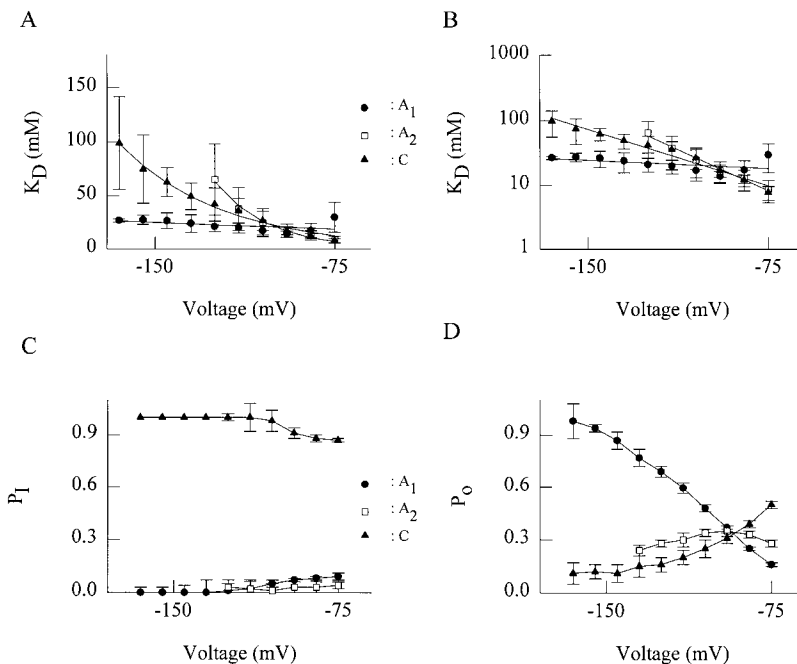 A
150
100
50
0
K_D (mM)
-150 -75
Voltage (mV)
: A_1
: A_2
: C
B
1000
100
10
1
K_D (mM)
-150 -75
Voltage (mV)
C
0.9
0.6
0.3
0.0
P_I
-150 -75
Voltage (mV)
: A_1
: A_2
: C
D
0.9
0.6
0.3
0.0
P_o
-150 -75
Voltage (mV)